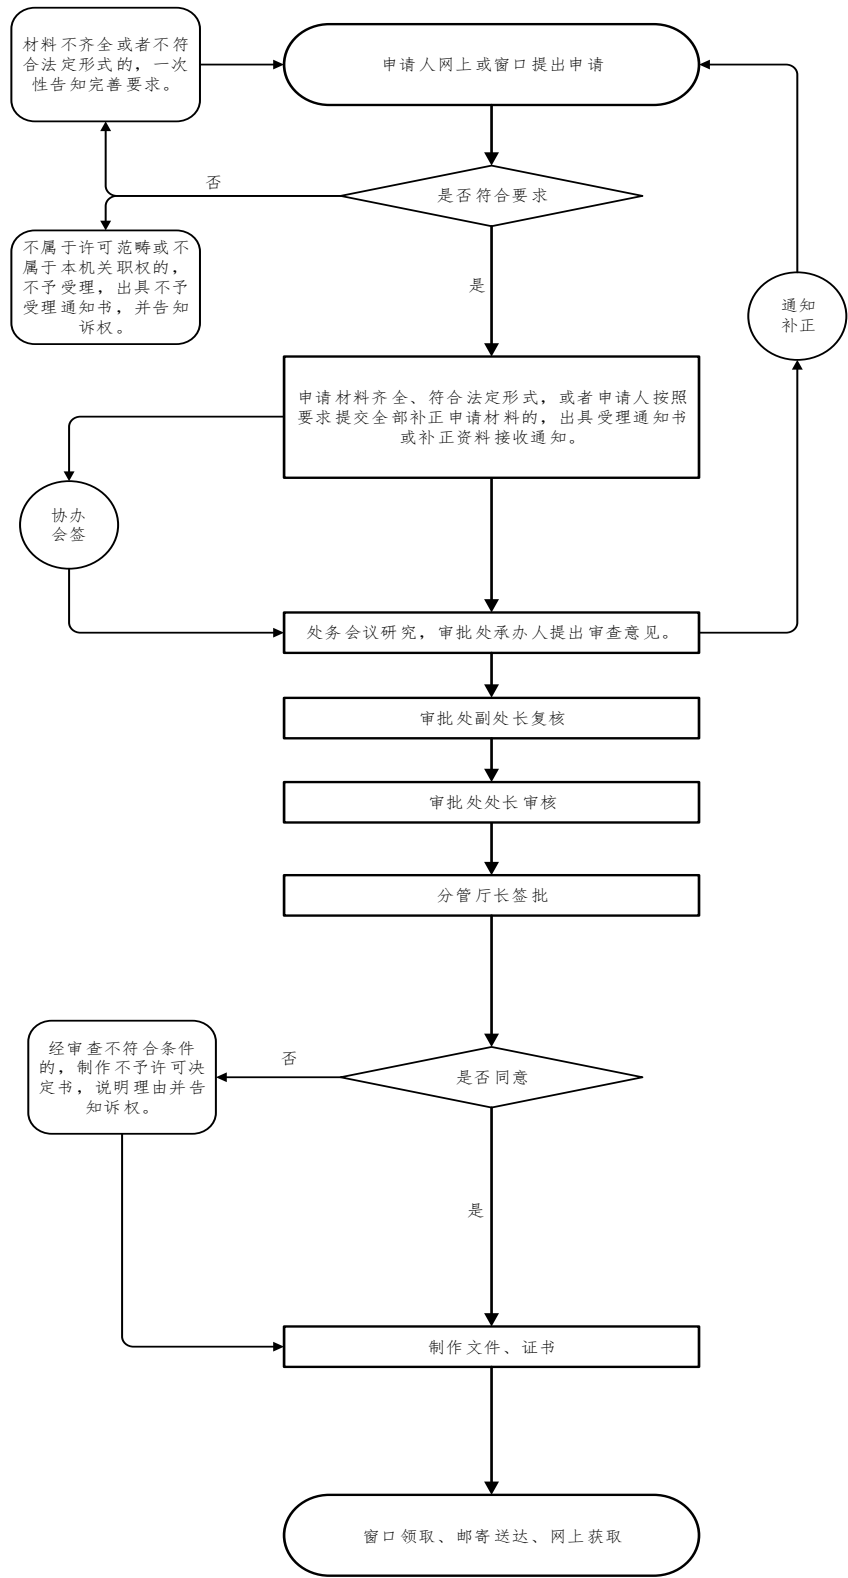 材料不齐全或者不符
合法定形式的，一次
性告知完善要求。
申请人网上或窗口提出申请
否
是否符合要求
不属于许可范畴或不
属于本机关职权的，
不予受理，出具不予
受理通知书，并告知
诉权。
是
通知
补正
申请材料齐全、符合法定形式，或者申请人按照
要求提交全部补正申请材料的，出具受理通知书
或补正资料接收通知。
协办
会签
处务会议研究，审批处承办人提出审查意见。
审批处副处长复核
审批处处长审核
分管厅长签批
经审查不符合条件
的，制作不予许可决
定书，说明理由并告
知诉权。
否
是否同意
是
制作文件、证书
窗口领取、邮寄送达、网上获取